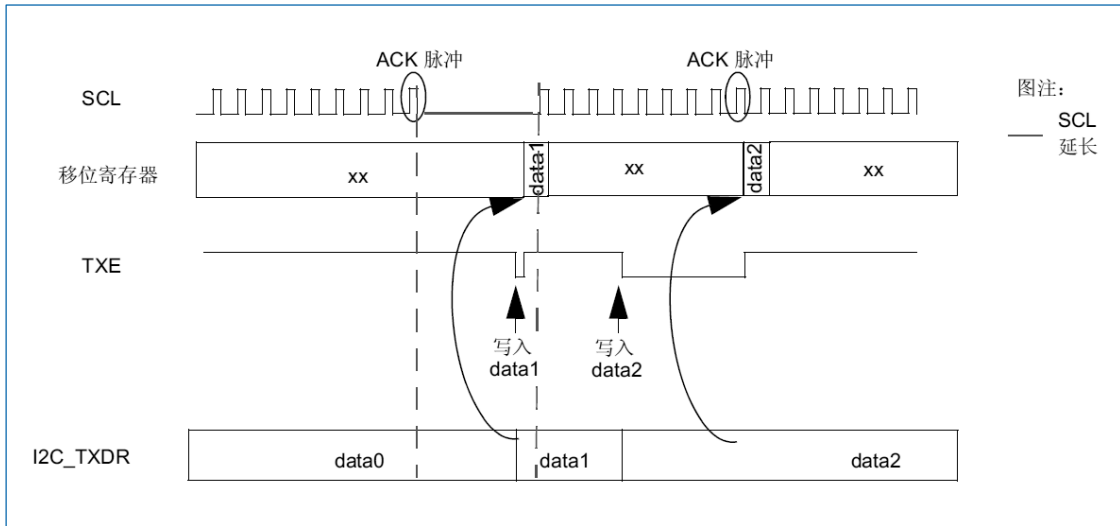 ACK 脉冲
ACK 脉冲
SCL
图注：
SCL
延长
移位寄存器
xx
data1
xx
data2
xx
TXE
写入
data1
写入
data2
I2C_TXDR
data0
data1
data2